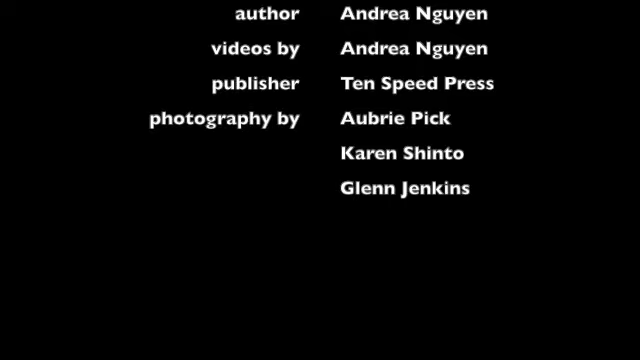 author Andrea Nguyen
videos by Andrea Nguyen
publisher Ten Speed Press
photography by Aubrie Pick
Karen Shinto
Glenn Jenkins